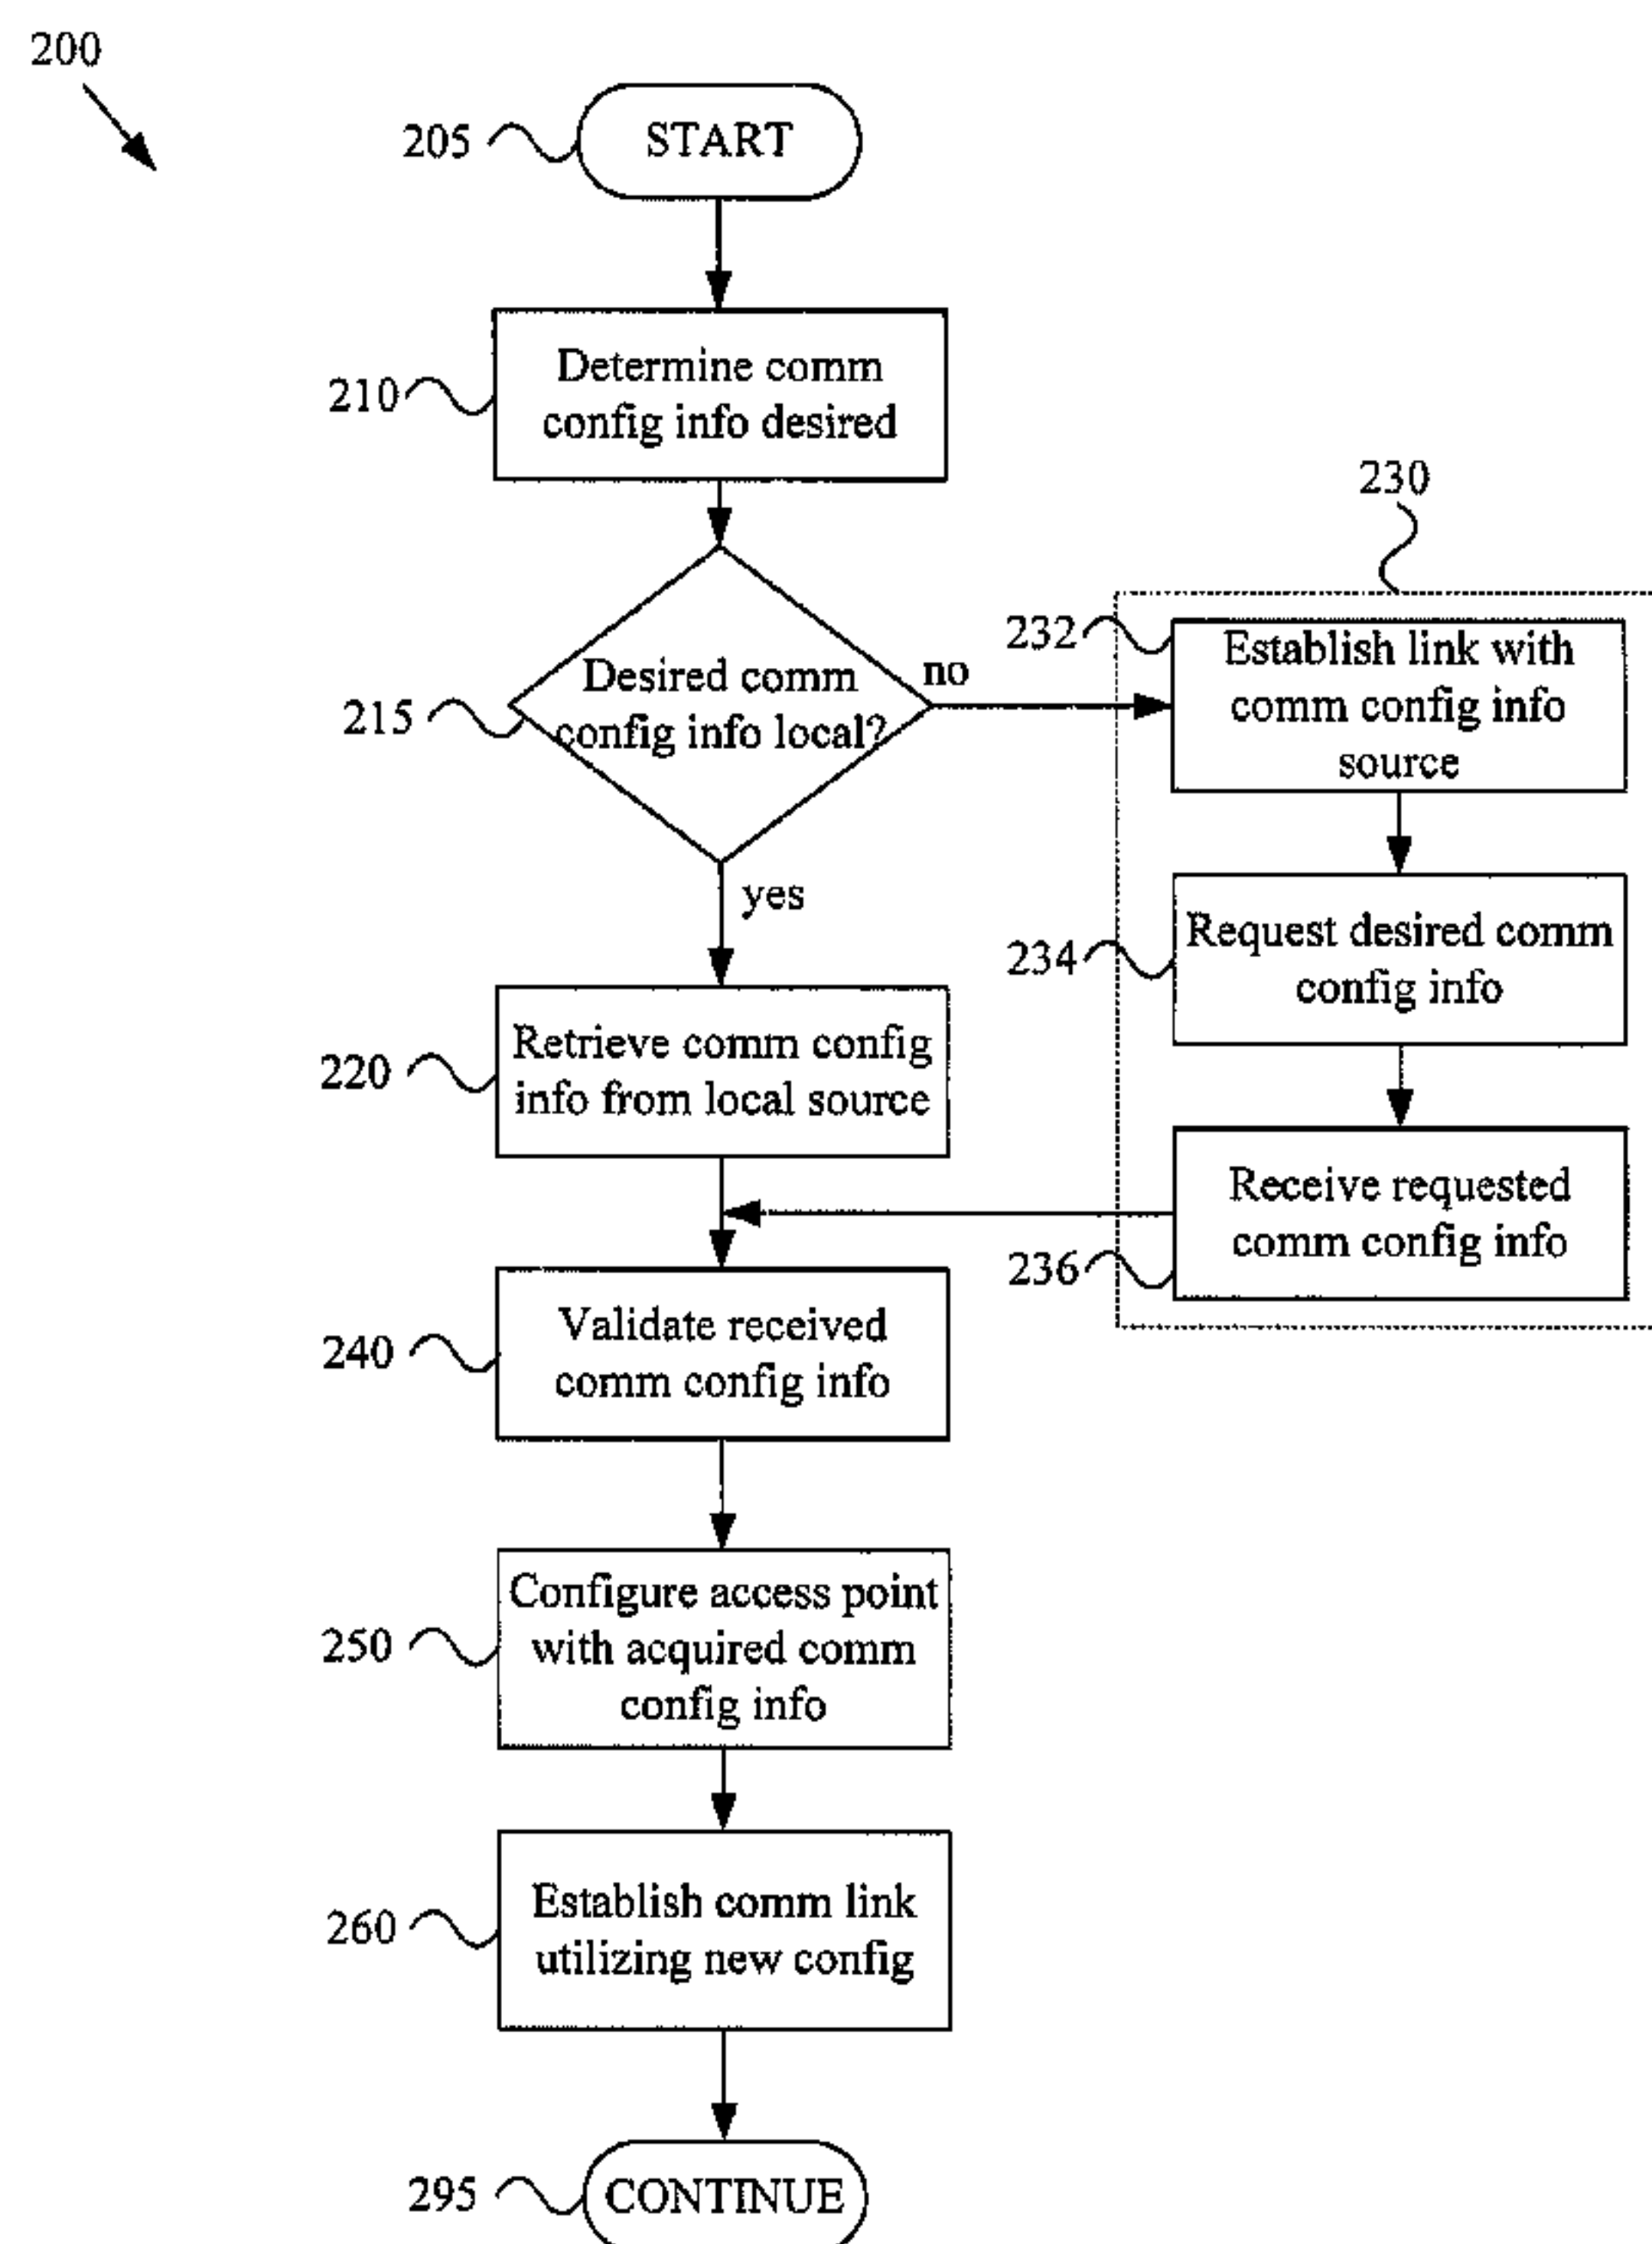 200
205
START
210
Determine comm
config info desired
230
215
Desired comm
config info local?
no
yes
232
Establish link with
comm config info
source
234
Request desired comm
config info
220
Retrieve comm config
info from local source
236
Receive requested
comm config info
240
Validate received
comm config info
250
Configure access point
with acquired comm
config info
260
Establish comm link
utilizing new config
295
CONTINUE